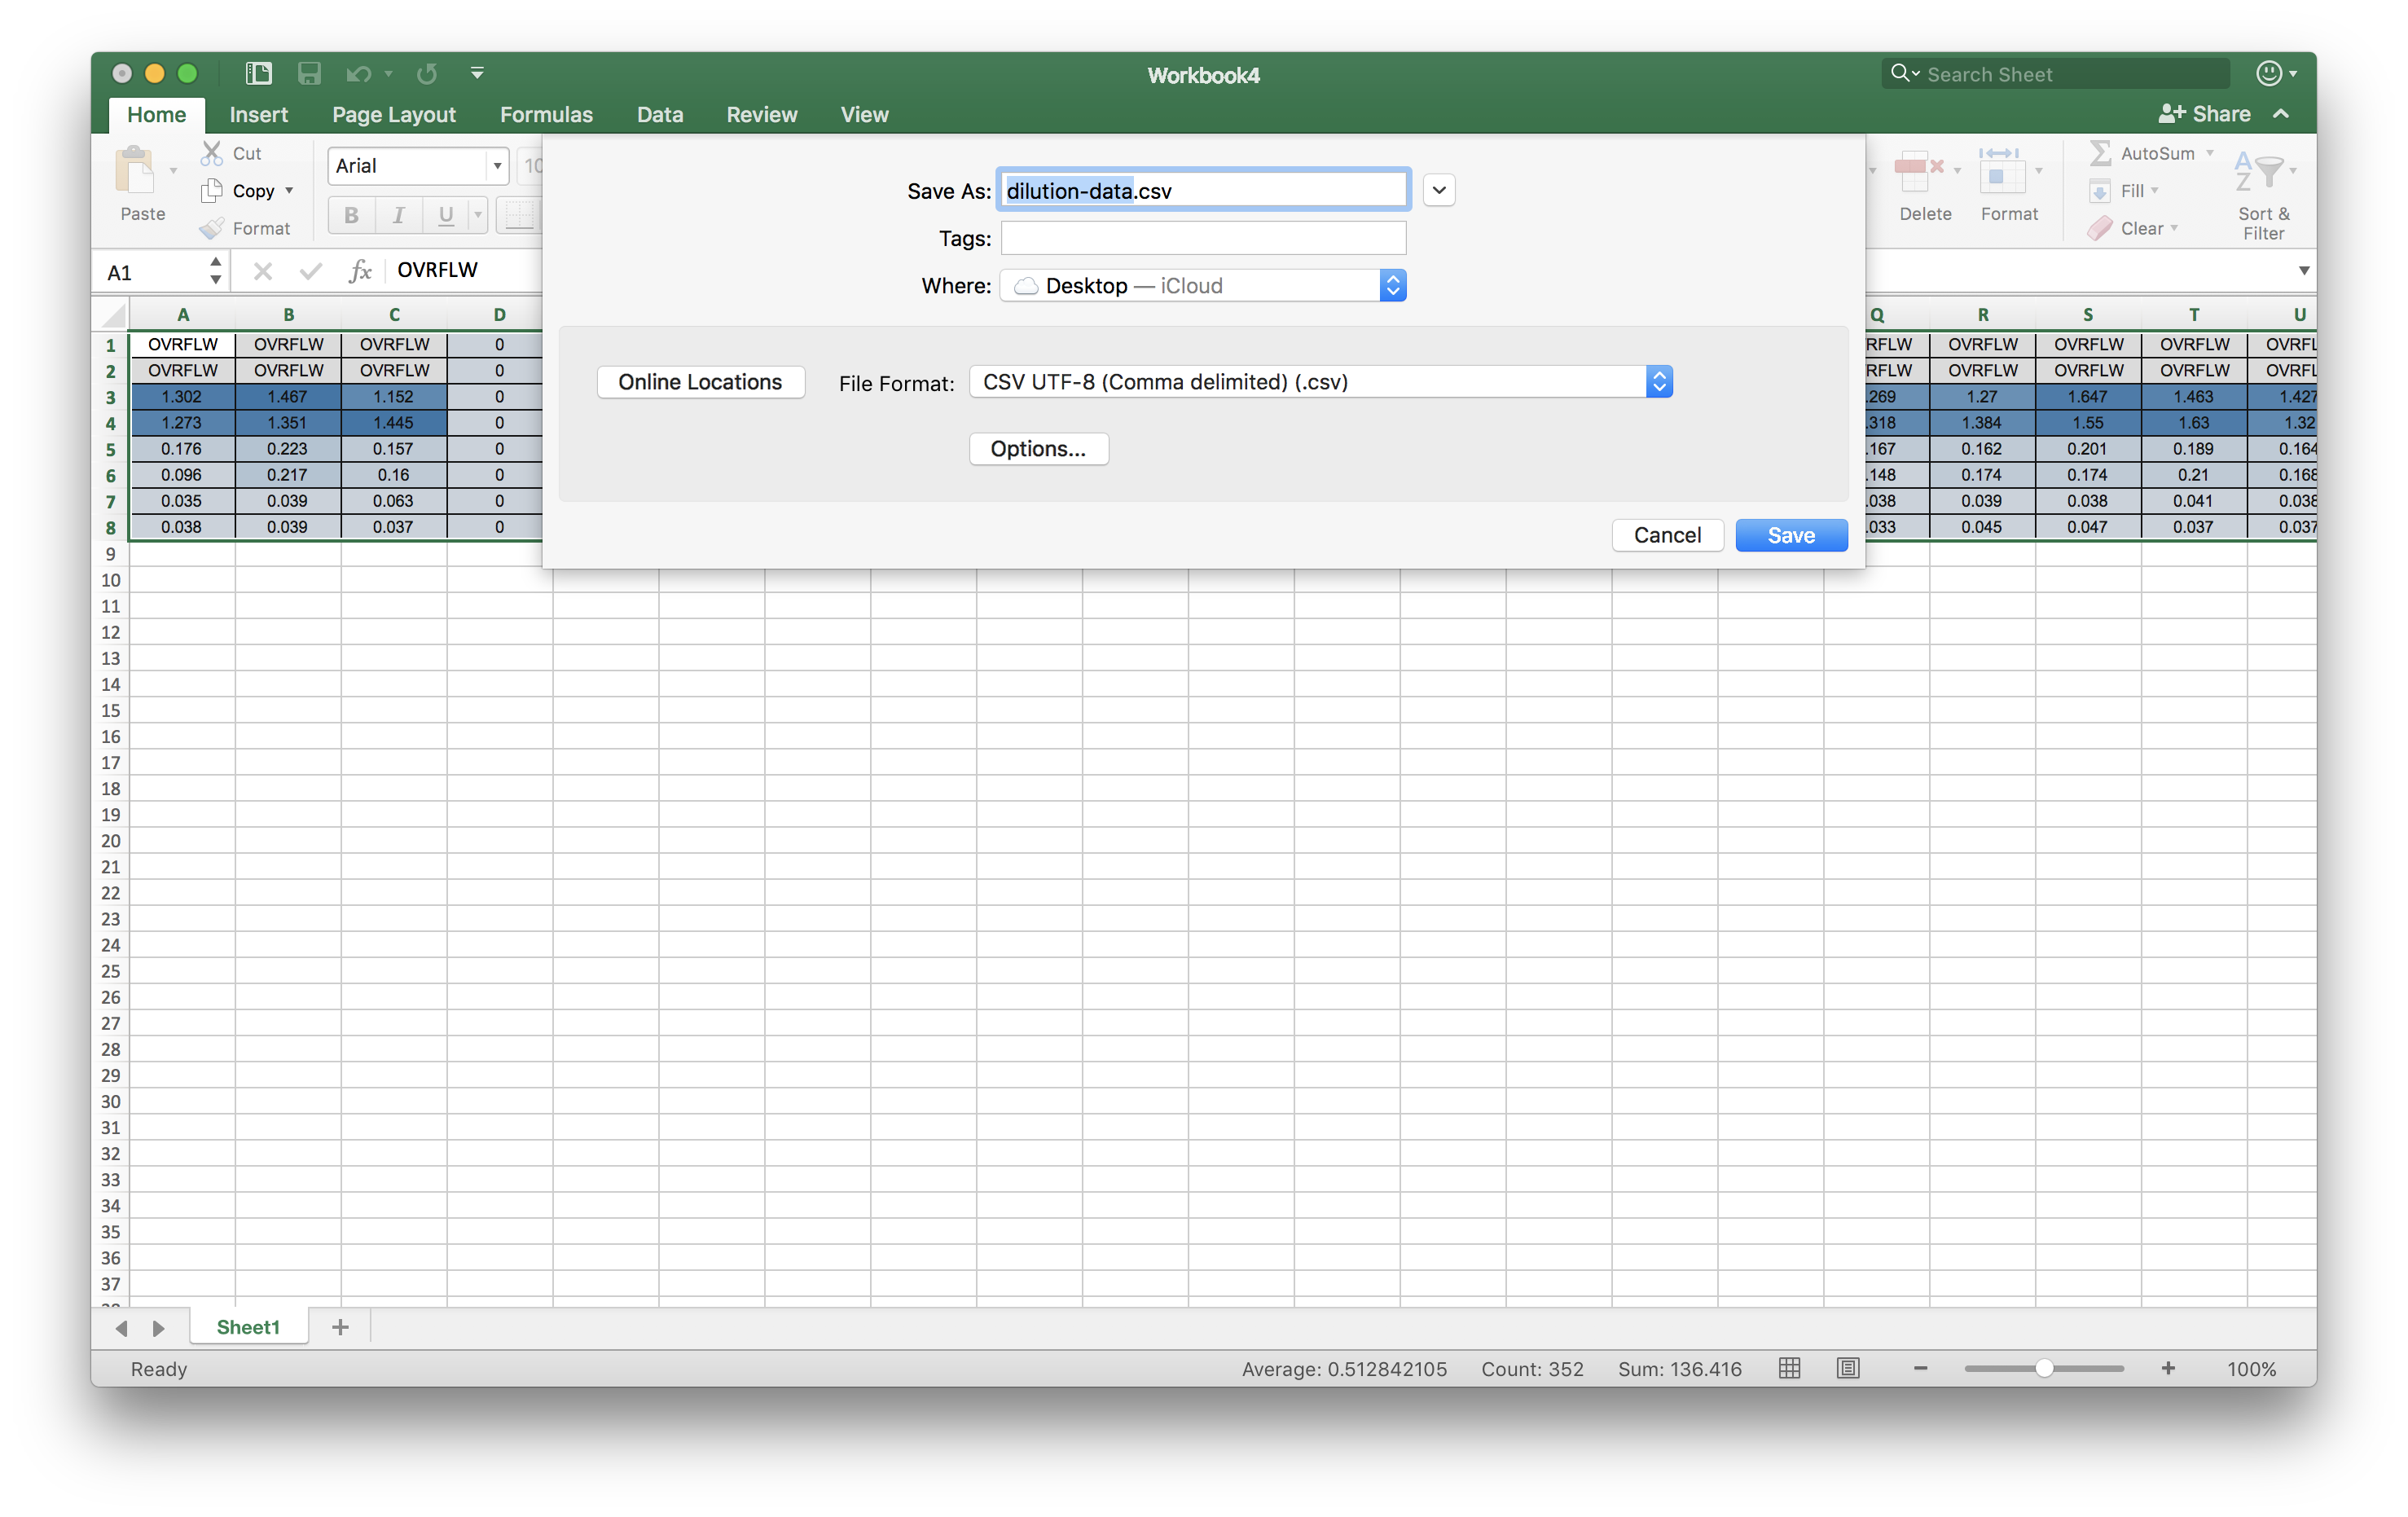 Workbook4
Search Sheet
Home Insert Page Layout Formulas Data Review View
Share
Paste
Cut
Copy
Format
Arial
10
B I U
Delete
Format
AutoSum
Fill
Clear
Sort &
Filter
Save As: dilution-data.csv
Tags:
Where: Desktop — iCloud
Online Locations
File Format: CSV UTF-8 (Comma delimited) (.csv)
Options...
Cancel
Save
A1 fx OVRFLW
A B C D Q R S T U
1 OVRFLW OVRFLW OVRFLW 0 RFLW OVRFLW OVRFLW OVRFLW OVRFL
2 OVRFLW OVRFLW OVRFLW 0 RFLW OVRFLW OVRFLW OVRFLW OVRFL
3 1.302 1.467 1.152 0 .269 1.27 1.647 1.463 1.427
4 1.273 1.351 1.445 0 .318 1.384 1.55 1.63 1.32
5 0.176 0.223 0.157 0 .167 0.162 0.201 0.189 0.164
6 0.096 0.217 0.16 0 .148 0.174 0.174 0.21 0.168
7 0.035 0.039 0.063 0 .038 0.039 0.038 0.041 0.038
8 0.038 0.039 0.037 0 .033 0.045 0.047 0.037 0.037
9
10
11
12
13
14
15
16
17
18
19
20
21
22
23
24
25
26
27
28
29
30
31
32
33
34
35
36
37
Sheet1
Ready
Average: 0.512842105 Count: 352 Sum: 136.416
100%